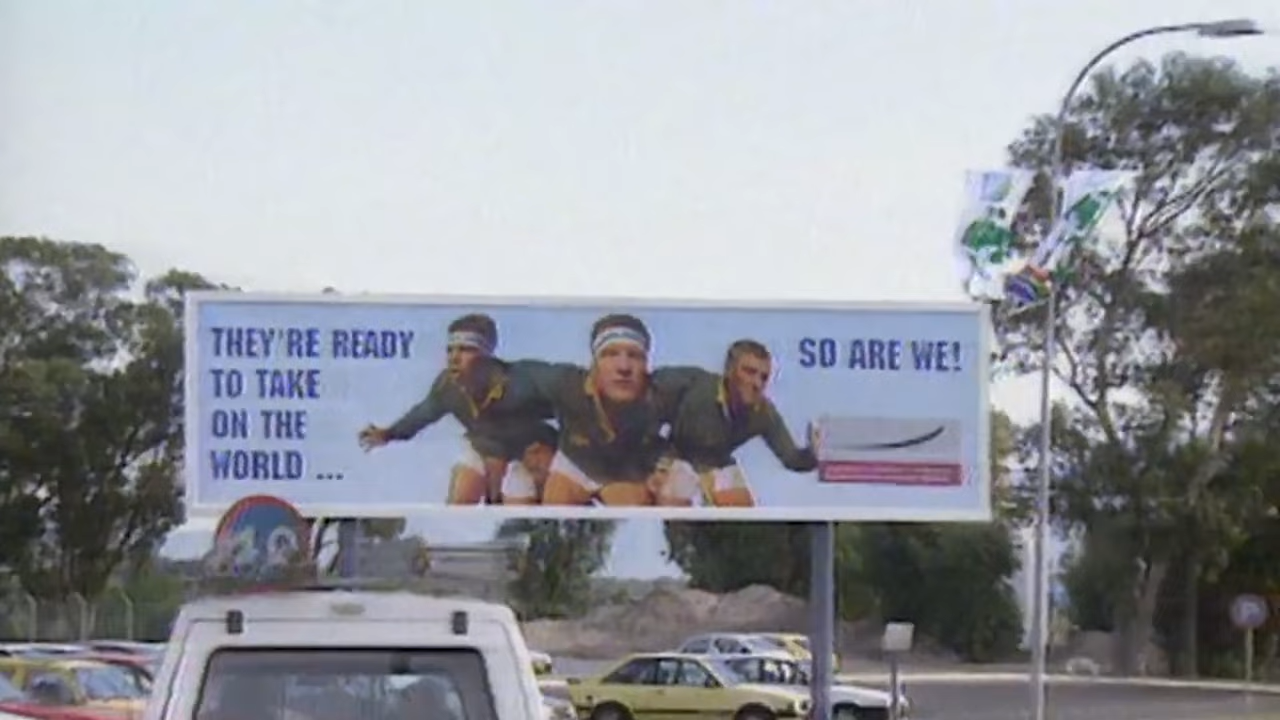 THEY'RE READY
TO TAKE
ON THE
WORLD ...
SO ARE WE!